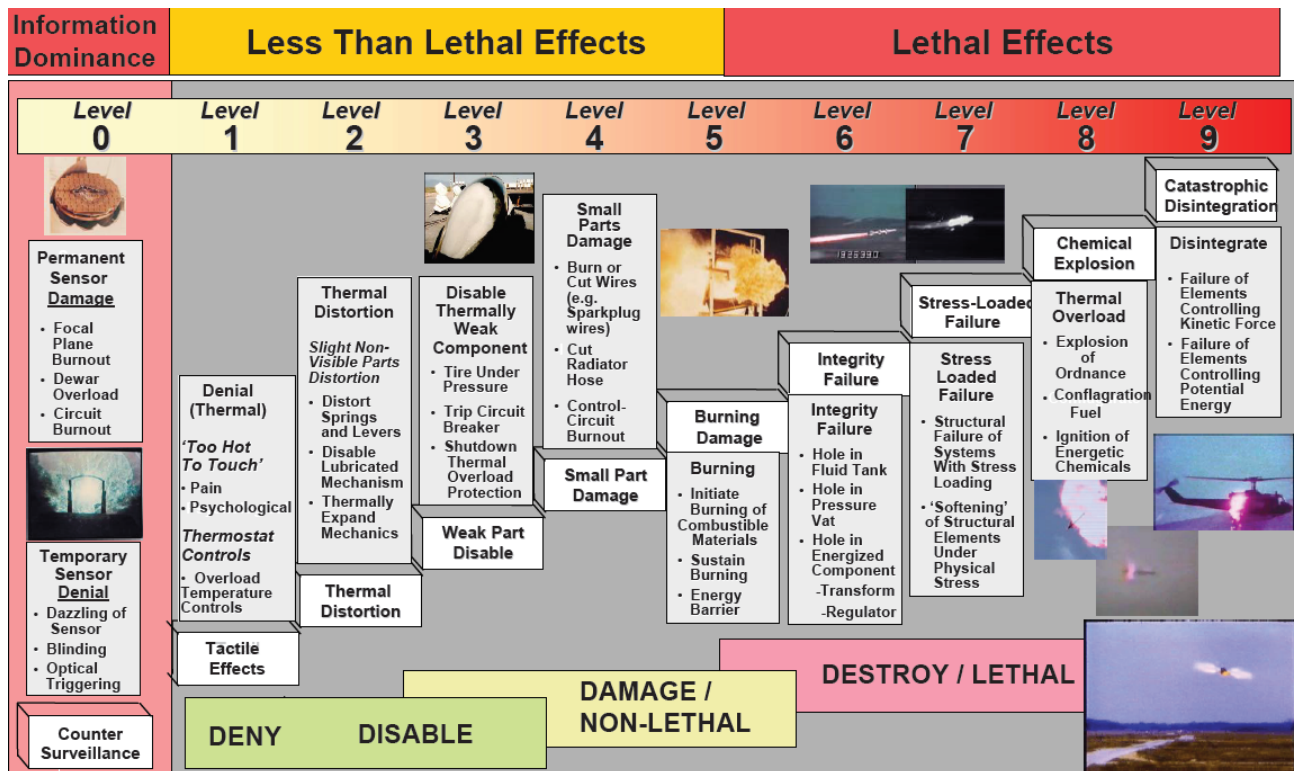 Information
Dominance
Less Than Lethal Effects
Lethal Effects
Level
0
Level
1
Level
2
Level
3
Level
4
Level
5
Level
6
Level
7
Level
8
Level
9
Permanent
Sensor
Damage
• Focal
Plane
Burnout
• Dewar
Overload
• Circuit
Burnout
Temporary
Sensor
Denial
• Dazzling of
Sensor
• Blinding
• Optical
Triggering
Counter
Surveillance
Denial
(Thermal)
'Too Hot
To Touch'
• Pain
• Psychological
Thermostat
Controls
• Overload
Temperature
Controls
Tactile
Effects
Thermal
Distortion
Slight Non-
Visible Parts
Distortion
• Distort
Springs
and Levers
• Disable
Lubricated
Mechanism
• Thermally
Expand
Mechanics
Thermal
Distortion
Disable
Thermally
Weak
Component
• Tire Under
Pressure
• Trip Circuit
Breaker
• Shutdown
Thermal
Overload
Protection
Weak Part
Disable
Small
Parts
Damage
• Burn or
Cut Wires
(e.g.
Sparkplug
wires)
• Cut
Radiator
Hose
• Control-
Circuit
Burnout
Small Part
Damage
Burning
Damage
Burning
• Initiate
Burning of
Combustible
Materials
• Sustain
Burning
• Energy
Barrier
Integrity
Failure
Integrity
Failure
• Hole in
Fluid Tank
• Hole in
Pressure
Vat
• Hole in
Energized
Component
-Transform
-Regulator
Stress-Loaded
Failure
Stress
Loaded
Failure
• Structural
Failure of
Systems
With Stress
Loading
• 'Softening'
of Structural
Elements
Under
Physical
Stress
Chemical
Explosion
Thermal
Overload
• Explosion
of
Ordnance
• Conflagration
Fuel
• Ignition of
Energetic
Chemicals
Catastrophic
Disintegration
Disintegrate
• Failure of
Elements
Controlling
Kinetic Force
• Failure of
Elements
Controlling
Potential
Energy
DENY DISABLE
DAMAGE /
NON-LETHAL
DESTROY / LETHAL